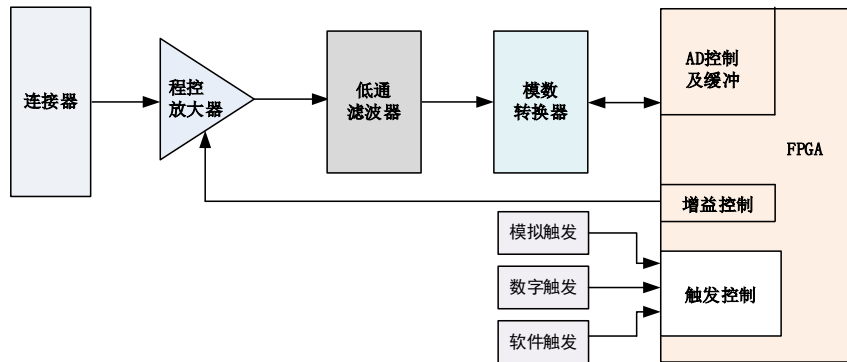 连接器
程控
放大器
低通
滤波器
模数
转换器
AD控制
及缓冲
FPGA
增益控制
模拟触发
数字触发
软件触发
触发控制